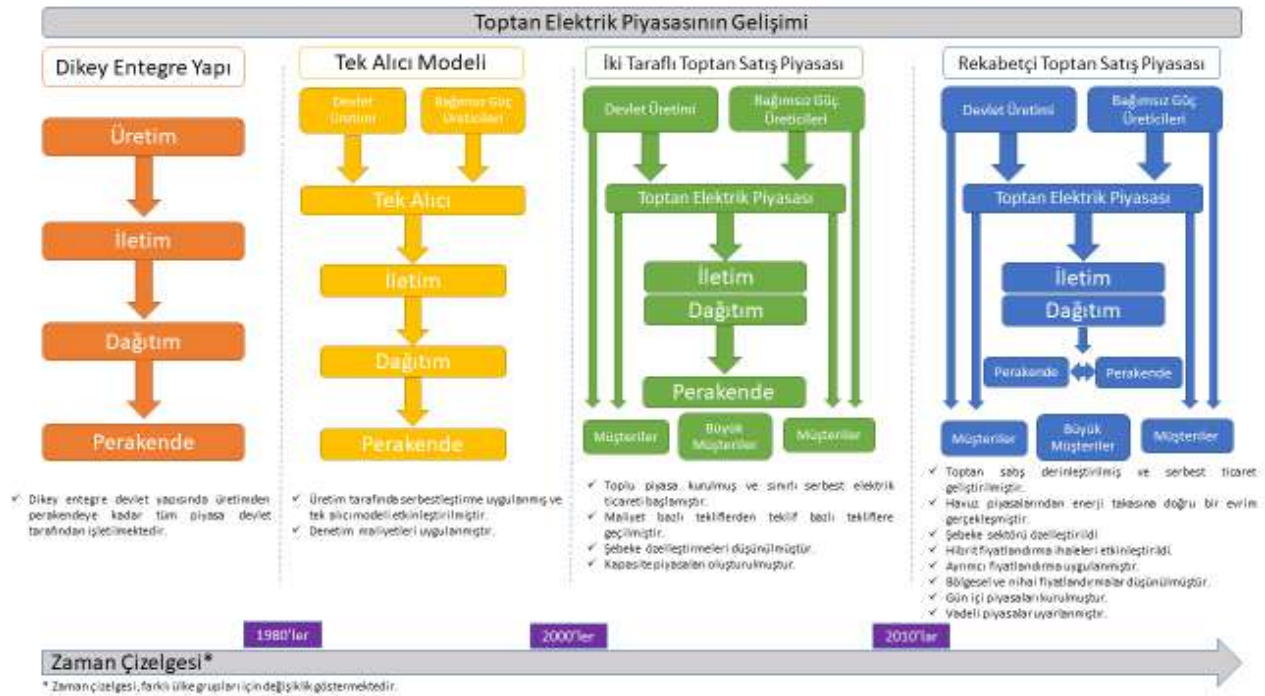 Toptan Elektrik Piyasasının Gelişimi
Dikey Entegre Yapı
Üretim
İletim
Dağıtım
Perakende
✓ Dikey entegre devlet yapısında üretimden
perakendeye kadar tüm piyasa devlet
tarafından işletilmektedir.
Tek Alıcı Modeli
Devlet
Üretimi
Bağımsız Güç
Üreticileri
Tek Alıcı
İletim
Dağıtım
Perakende
✓ Üretim tarafında serbestleştirme uygulanmış ve
tek alıcı modeli etkinleştirilmiştir.
✓ Denetim maliyetleri uygulanmıştır.
İki Taraflı Toptan Satış Piyasası
Devlet Üretimi
Bağımsız Güç
Üreticileri
Toptan Elektrik Piyasası
İletim
Dağıtım
Perakende
Müşteriler
Büyük
Müşteriler
Müşteriler
✓ Toplu piyasa kurulmuş ve sınırlı serbest elektrik
ticareti başlamıştır.
✓ Maliyet bazlı tekliflerden teklif bazlı tekliflere
geçilmiştir.
✓ Şebeke özelleştirmeleri düşünülmüştür.
✓ Kapasite piyasaları oluşturulmuştur.
Rekabetçi Toptan Satış Piyasası
Devlet Üretimi
Bağımsız Güç
Üreticileri
Toptan Elektrik Piyasası
İletim
Dağıtım
Perakende
Perakende
Müşteriler
Büyük
Müşteriler
Müşteriler
✓ Toptan satış derinleştirilmiş ve serbest ticaret
geliştirilmiştir.
✓ Havuz piyasalarından enerji takasına doğru bir evrim
gerçekleşmiştir.
✓ Şebeke sektörü özelleştirildi
✓ Hibrit fiyatlandırma ihaleleri etkinleştirildi
✓ Ayrımcı fiyatlandırma uygulanmıştır.
✓ Bölgesel ve nihai fiyatlandırmalar düşünülmüştür.
✓ Gün içi piyasaları kurulmuştur.
✓ Vadeli piyasalar uyarlanmıştır.
1980'ler
2000'ler
2010'lar
Zaman Çizelgesi*
* Zaman çizelgesi, farklı ülke grupları için değişiklik göstermektedir.